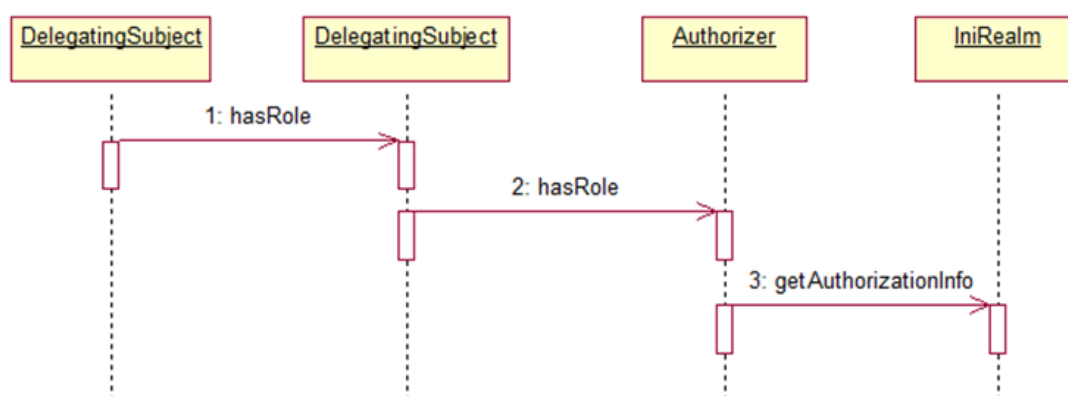 DelegatingSubject
DelegatingSubject
Authorizer
IniRealm
1: hasRole
2: hasRole
3: getAuthorizationInfo